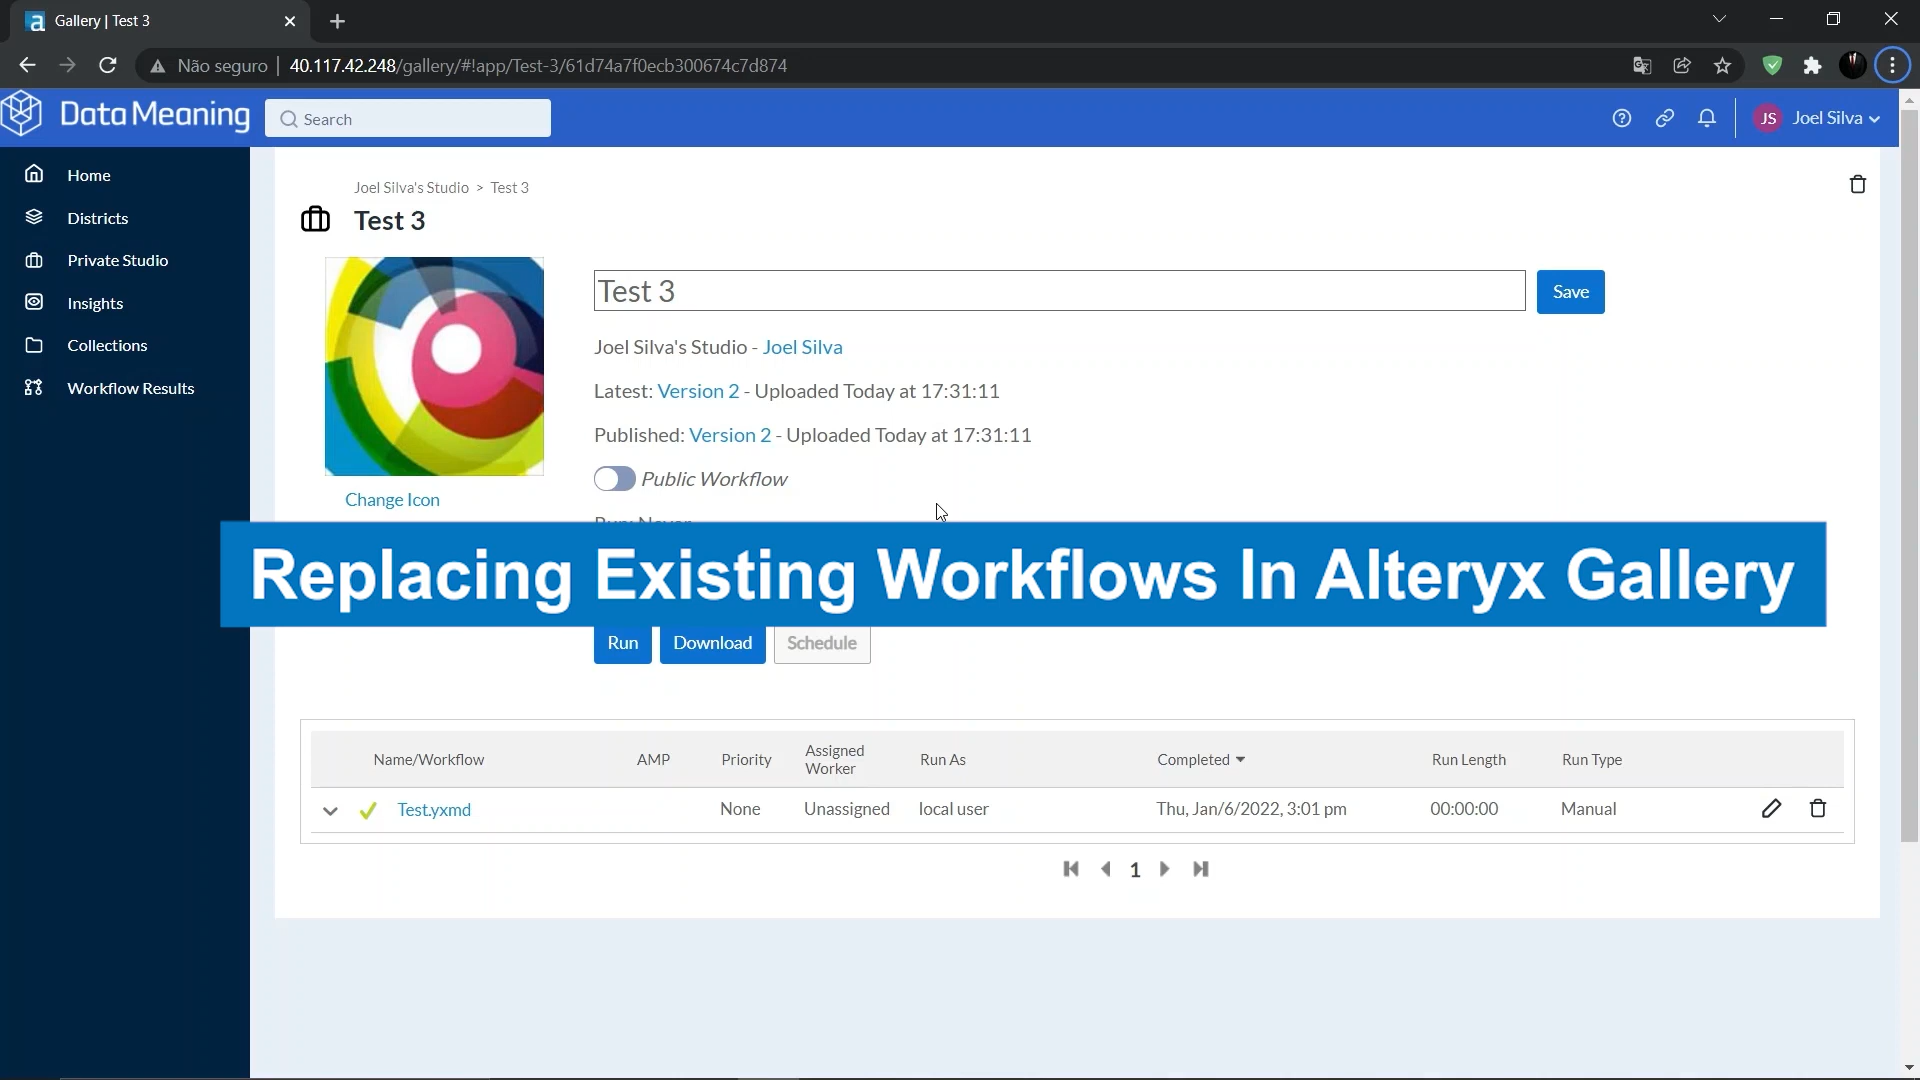 Gallery | Test 3
Não seguro | 40.117.42.248/gallery/#!app/Test-3/61d74a7f0ecb300674c7d874
Data Meaning
Search
JS Joel Silva
Home
Districts
Private Studio
Insights
Collections
Workflow Results
Joel Silva's Studio > Test 3
Test 3
Test 3
Save
Joel Silva's Studio - Joel Silva
Latest: Version 2 - Uploaded Today at 17:31:11
Published: Version 2 - Uploaded Today at 17:31:11
Public Workflow
Change Icon
Run: Never
Replacing Existing Workflows In Alteryx Gallery
Run Download Schedule
Name/Workflow AMP Priority Assigned Worker Run As Completed Run Length Run Type
Test.yxmd None Unassigned local user Thu, Jan/6/2022, 3:01 pm 00:00:00 Manual
1